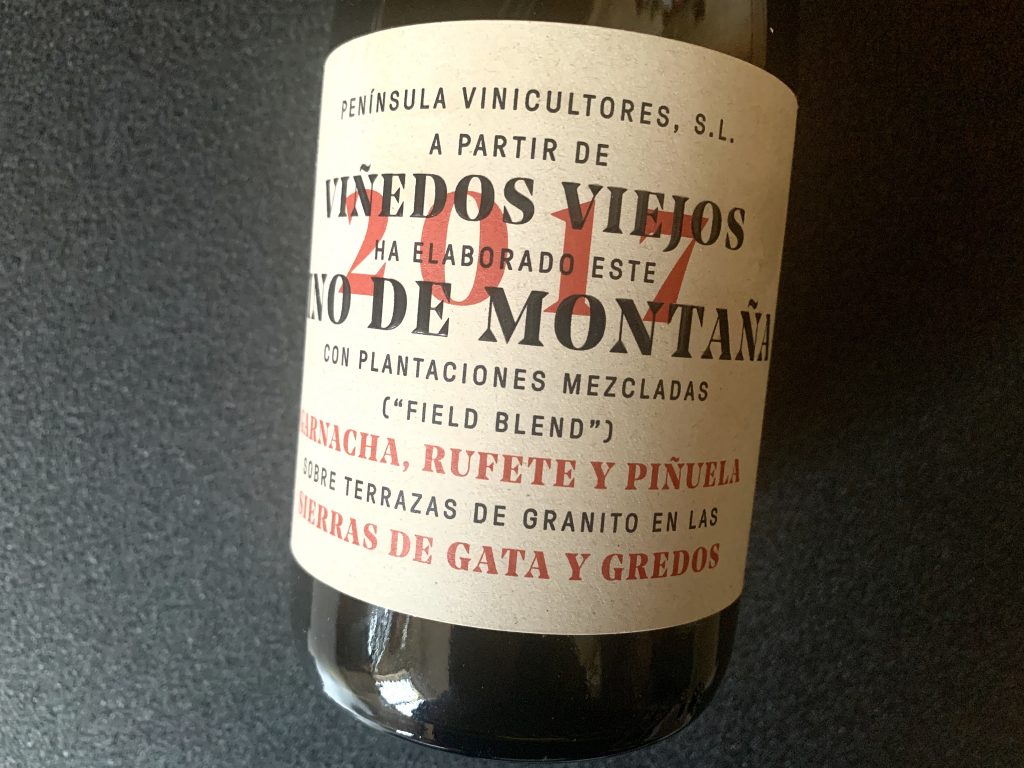 PENÍNSULA VINICULTORES, S.L.
A PARTIR DE
VIÑEDOS VIEJOS
2017
HA ELABORADO ESTE
INO DE MONTAÑA
CON PLANTACIONES MEZCLADAS
("FIELD BLEND")
GARNACHA, RUFETE Y PIÑUELA
SOBRE TERRAZAS DE GRANITO EN LAS
SIERRAS DE GATA Y GREDOS